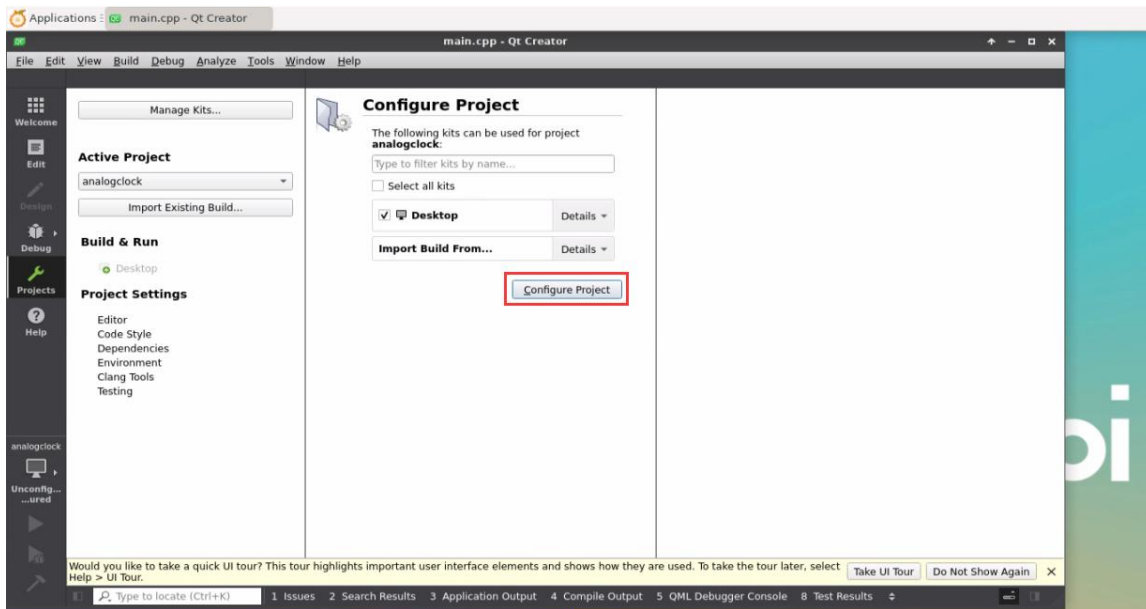 Applications
main.cpp - Qt Creator
main.cpp - Qt Creator
File Edit View Build Debug Analyze Tools Window Help
Welcome
Edit
Design
Debug
Projects
Help
analogclock
Unconfig...
...ured
Manage Kits...
Active Project
analogclock
Import Existing Build...
Build & Run
Desktop
Project Settings
Editor
Code Style
Dependencies
Environment
Clang Tools
Testing
Configure Project
The following kits can be used for project
analogclock:
Type to filter kits by name...
Select all kits
Desktop Details
Import Build From... Details
Configure Project
pi
Would you like to take a quick UI tour? This tour highlights important user interface elements and shows how they are used. To take the tour later, select
Help > UI Tour.
Take UI Tour Do Not Show Again
Type to locate (Ctrl+K) 1 Issues 2 Search Results 3 Application Output 4 Compile Output 5 QML Debugger Console 8 Test Results